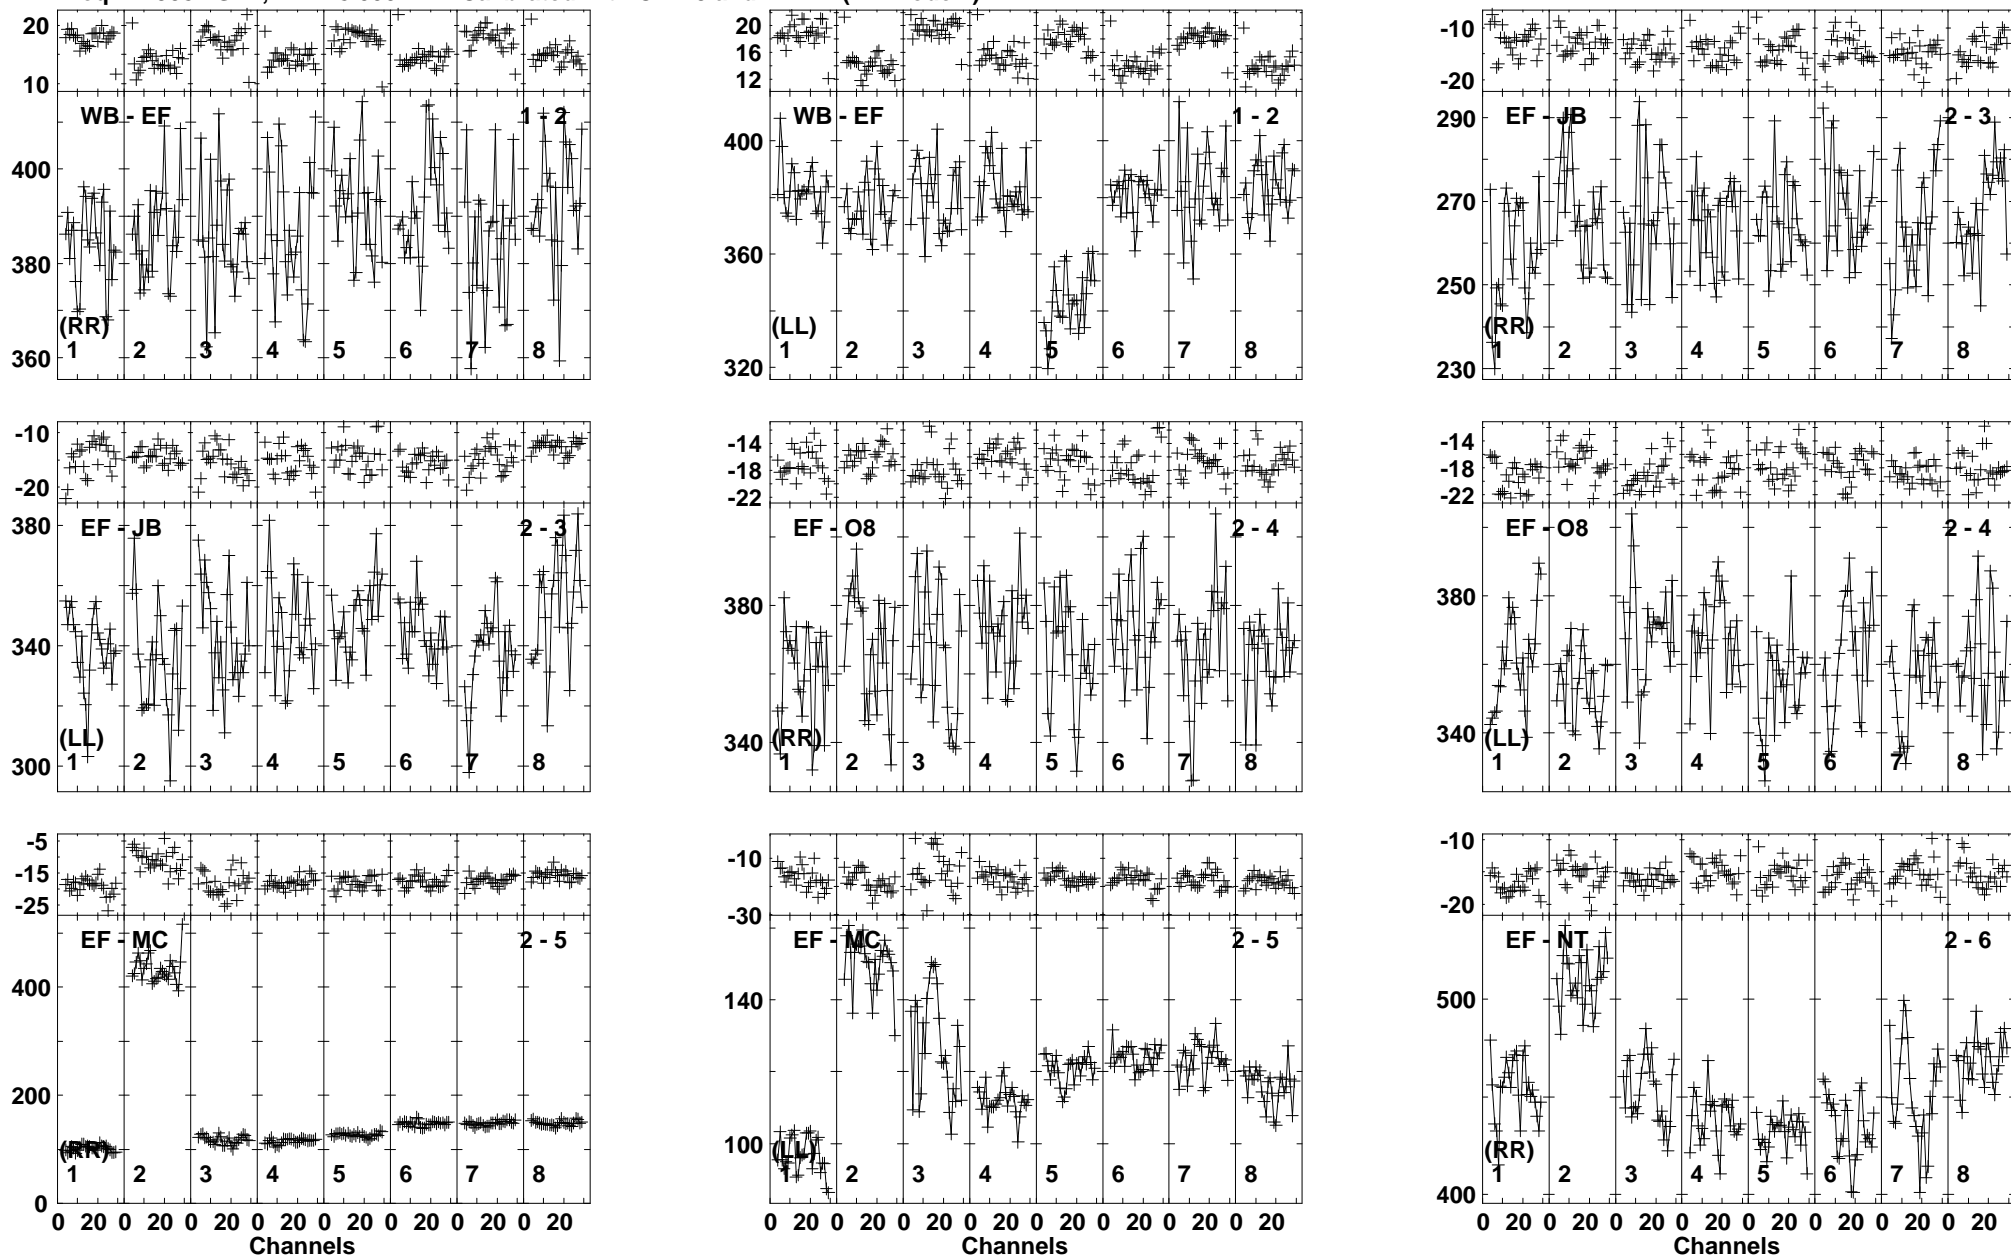 20 10 WB - EF 1 - 2 400 380 360 (RR) 1 2 3 4 5 6 7 8
20 16 12 WB - EF 1 - 2 400 360 320 (LL) 1 2 3 4 5 6 7 8
-10 -20 EF - JB 2 - 3 290 270 250 230 (RR) 1 2 3 4 5 6 7 8
-10 -20 EF - JB 2 - 3 380 340 300 (LL) 1 2 3 4 5 6 7 8
-14 -18 -22 EF - O8 2 - 4 380 340 (RR) 1 2 3 4 5 6 7 8
-14 -18 -22 EF - O8 2 - 4 380 340 (LL) 1 2 3 4 5 6 7 8
-5 -15 -25 EF - MC 2 - 5 400 200 0 (RR) 1 2 3 4 5 6 7 8
-10 -30 EF - MC 2 - 5 140 100 (LL) 1 2 3 4 5 6 7 8
-10 -20 EF - NT 2 - 6 500 400 (RR) 1 2 3 4 5 6 7 8
0 20 0 20 0 20 0 20 0 20 0 20 0 20 0 20
0 20 0 20 0 20 0 20 0 20 0 20 0 20 0 20
0 20 0 20 0 20 0 20 0 20 0 20 0 20 0 20
Channels
Channels
Channels